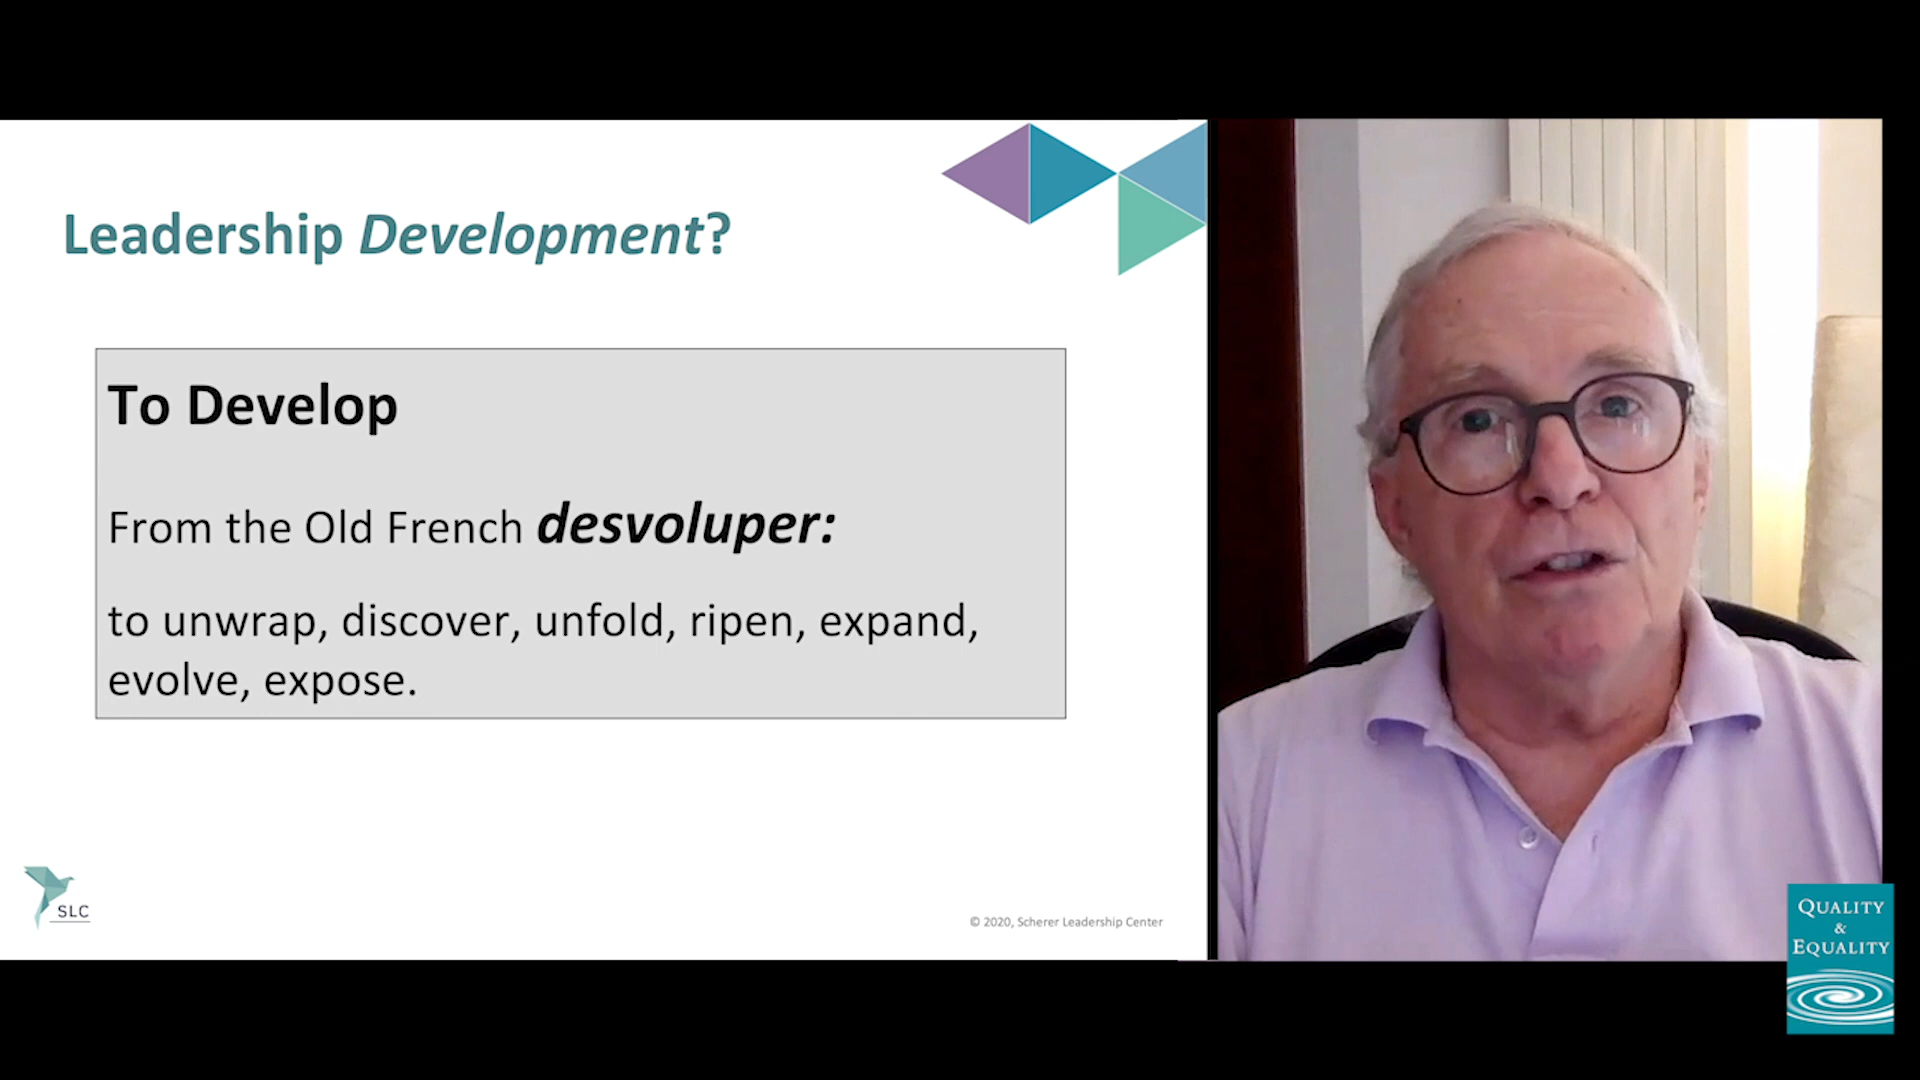 Leadership Development?
To Develop
From the Old French desvoluper:
to unwrap, discover, unfold, ripen, expand,
evolve, expose.
SLC
© 2020, Scherer Leadership Center
QUALITY
&
EQUALITY